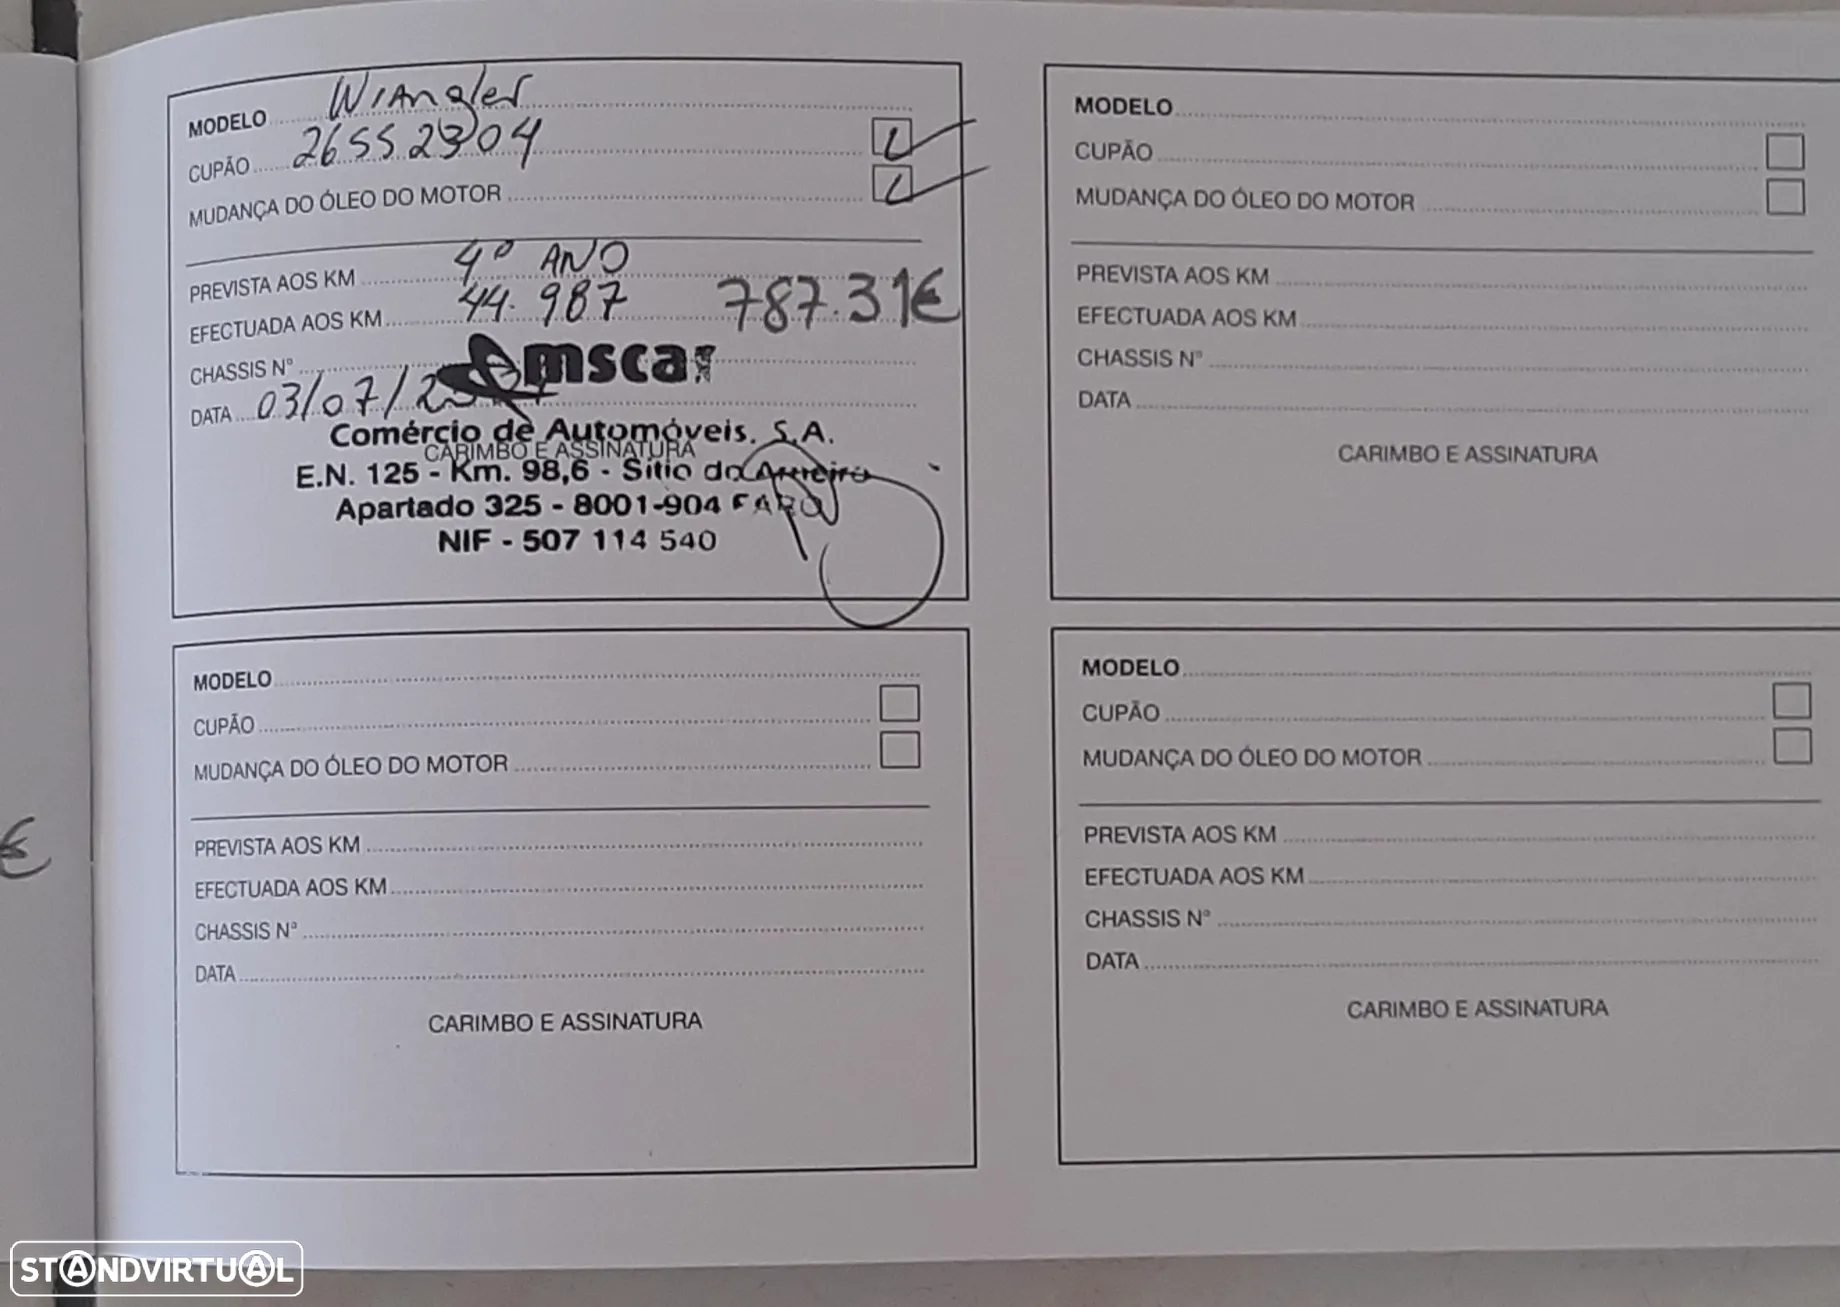 MODELO Wrangler
CUPÃO 26552304
MUDANÇA DO ÓLEO DO MOTOR
PREVISTA AOS KM 4º ANO
EFECTUADA AOS KM 44.987 787.31€
CHASSIS Nº
mscar
DATA 03/07/
Comércio de Automóveis, S.A.
CARIMBO E ASSINATURA
E.N. 125 - Km. 98,6 - Sítio do Areeiro
Apartado 325 - 8001-904 FARO
NIF - 507 114 540
MODELO
CUPÃO
MUDANÇA DO ÓLEO DO MOTOR
PREVISTA AOS KM
EFECTUADA AOS KM
CHASSIS Nº
DATA
CARIMBO E ASSINATURA
€
MODELO
CUPÃO
MUDANÇA DO ÓLEO DO MOTOR
PREVISTA AOS KM
EFECTUADA AOS KM
CHASSIS Nº
DATA
CARIMBO E ASSINATURA
MODELO
CUPÃO
MUDANÇA DO ÓLEO DO MOTOR
PREVISTA AOS KM
EFECTUADA AOS KM
CHASSIS Nº
DATA
CARIMBO E ASSINATURA
STANDVIRTUAL